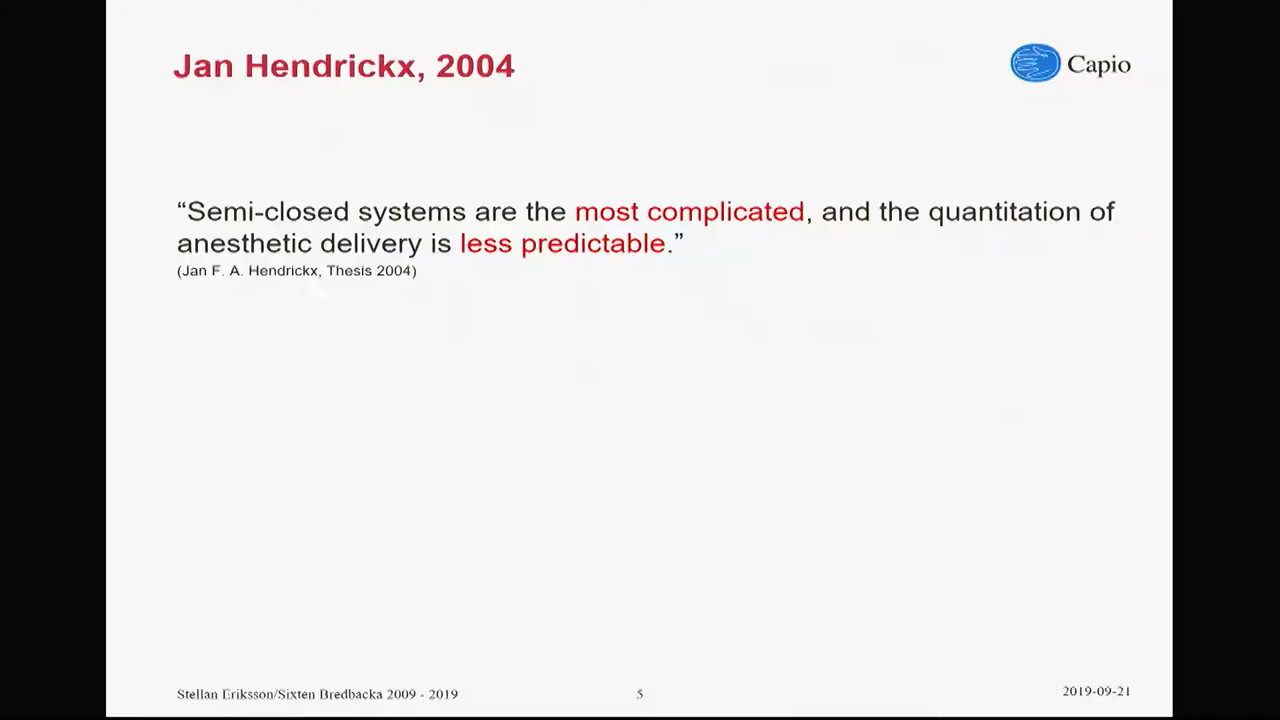 Jan Hendrickx, 2004
Capio
“Semi-closed systems are the most complicated, and the quantitation of
anesthetic delivery is less predictable.”
(Jan F. A. Hendrickx, Thesis 2004)
Stellan Eriksson/Sixten Bredbacka 2009 - 2019
5
2019-09-21